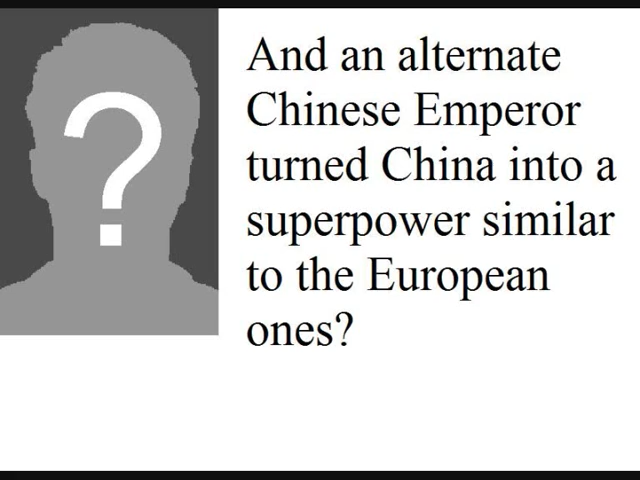 And an alternate
Chinese Emperor
turned China into a
superpower similar
to the European
ones?
?